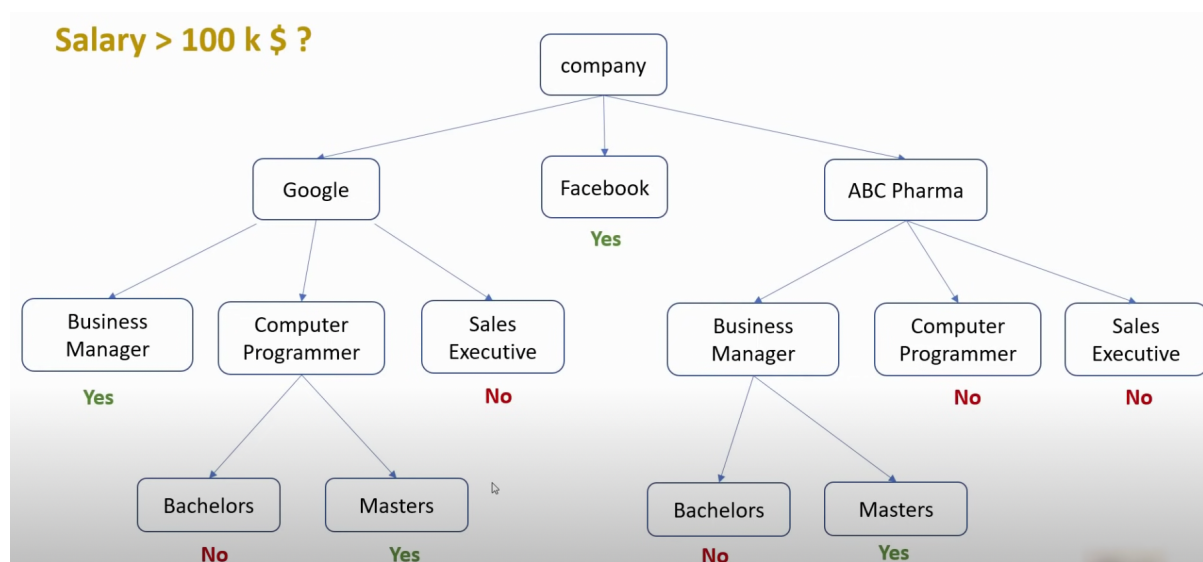 Salary > 100 k $ ?
company
Google
Facebook
ABC Pharma
Yes
Business
Manager
Computer
Programmer
Sales
Executive
Business
Manager
Computer
Programmer
Sales
Executive
Yes
No
No
No
Bachelors
Masters
Bachelors
Masters
No
Yes
No
Yes